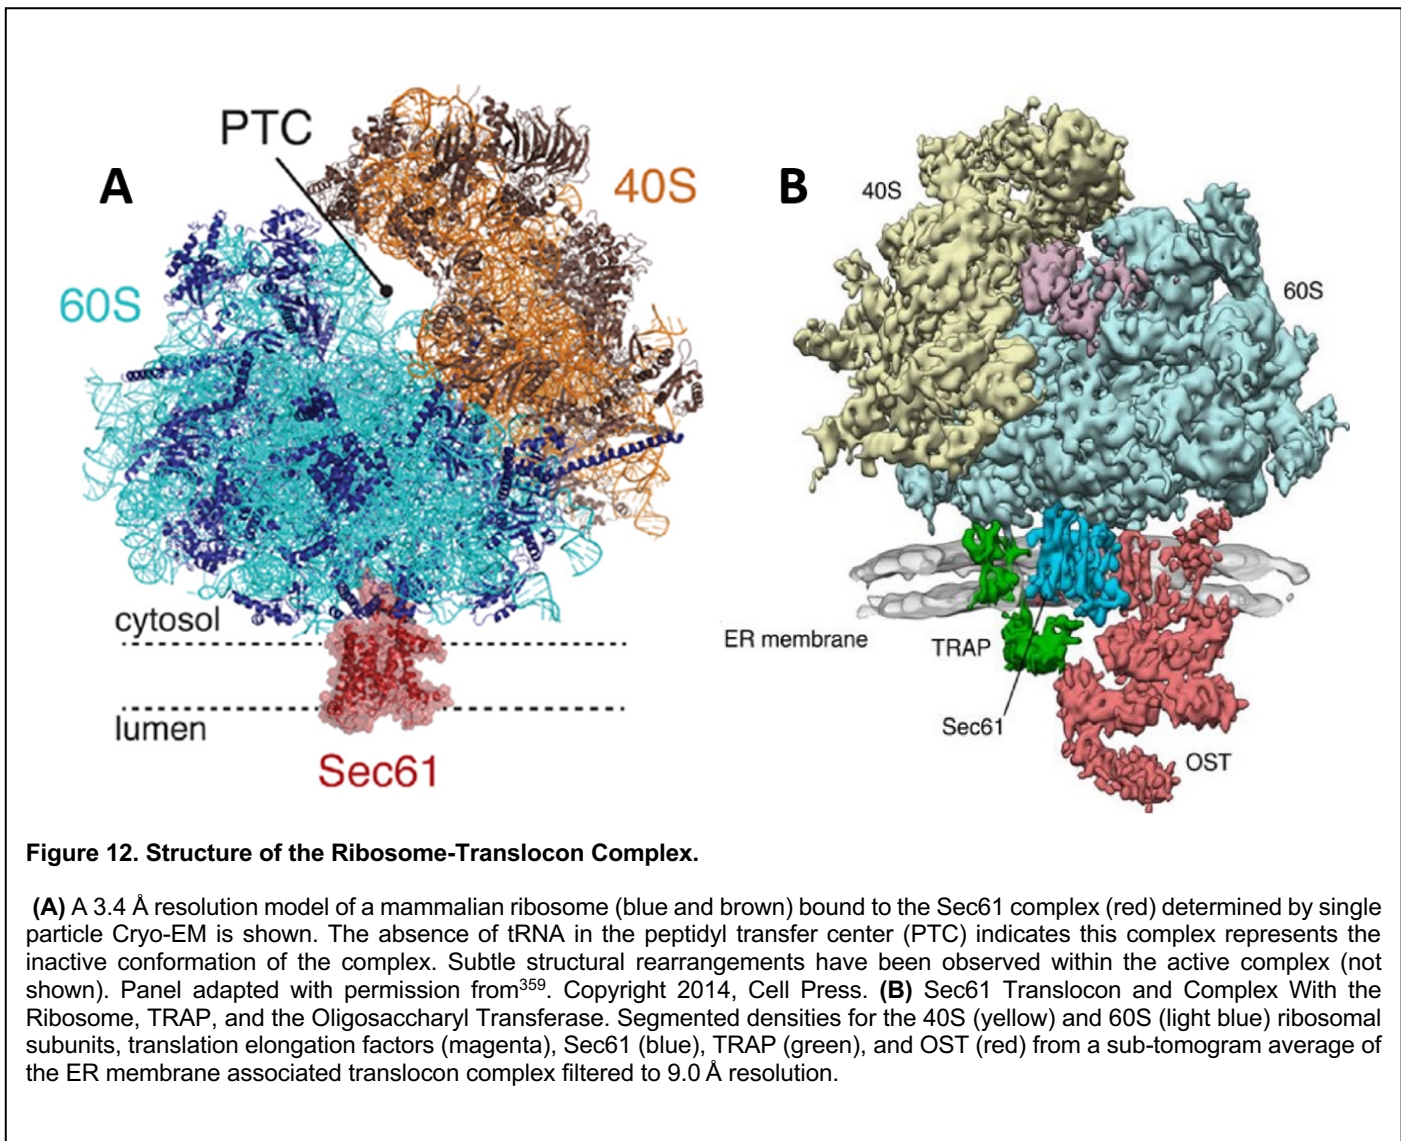 PTC
A
40S
60S
cytosol
lumen
Sec61
B
40S
60S
ER membrane
TRAP
Sec61
OST
Figure 12. Structure of the Ribosome-Translocon Complex.
(A) A 3.4 Å resolution model of a mammalian ribosome (blue and brown) bound to the Sec61 complex (red) determined by single
particle Cryo-EM is shown. The absence of tRNA in the peptidyl transfer center (PTC) indicates this complex represents the
inactive conformation of the complex. Subtle structural rearrangements have been observed within the active complex (not
shown). Panel adapted with permission from359. Copyright 2014, Cell Press. (B) Sec61 Translocon and Complex With the
Ribosome, TRAP, and the Oligosaccharyl Transferase. Segmented densities for the 40S (yellow) and 60S (light blue) ribosomal
subunits, translation elongation factors (magenta), Sec61 (blue), TRAP (green), and OST (red) from a sub-tomogram average of
the ER membrane associated translocon complex filtered to 9.0 Å resolution.